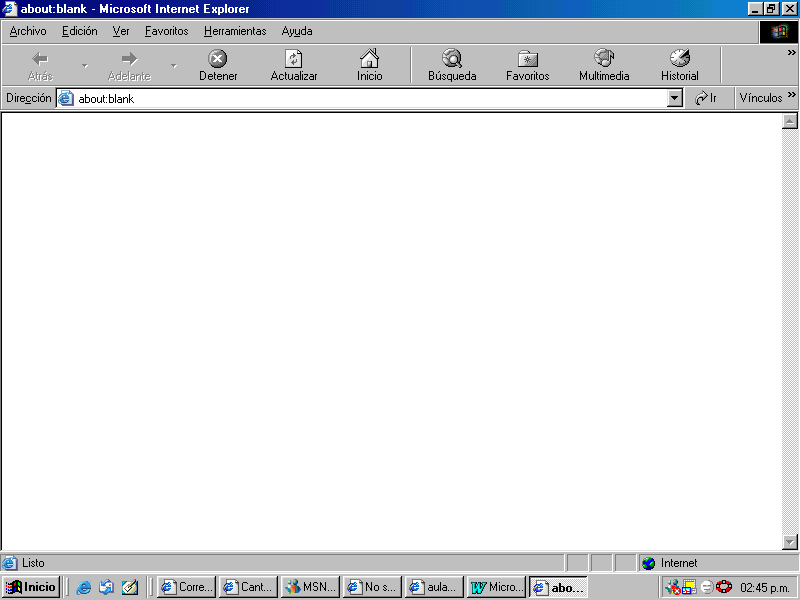 about:blank - Microsoft Internet Explorer
Archivo Edición Ver Favoritos Herramientas Ayuda
Atrás Adelante Detener Actualizar Inicio Búsqueda Favoritos Multimedia Historial »
Dirección about:blank Ir Vínculos »
Listo Internet
Inicio Corre... Cant... MSN... No s... aula... Micro... abo... 02:45 p.m.